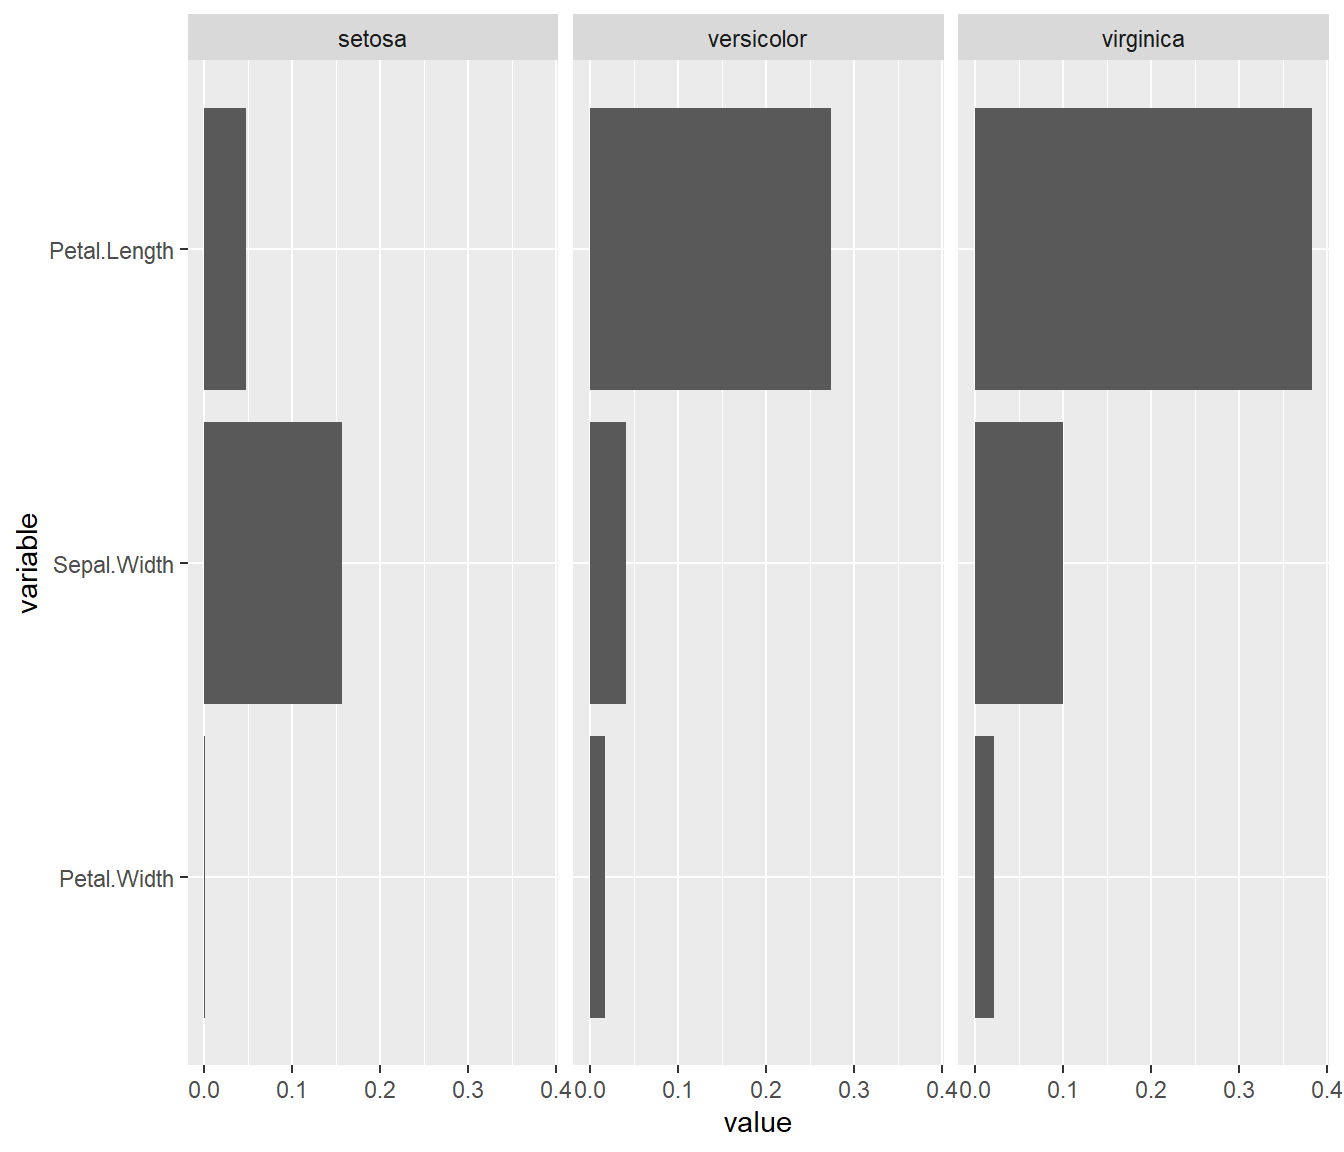 setosa versicolor virginica
Petal.Length
Sepal.Width
Petal.Width
variable
0.0 0.1 0.2 0.3 0.4 0.0 0.1 0.2 0.3 0.4 0.0 0.1 0.2 0.3 0.4
value